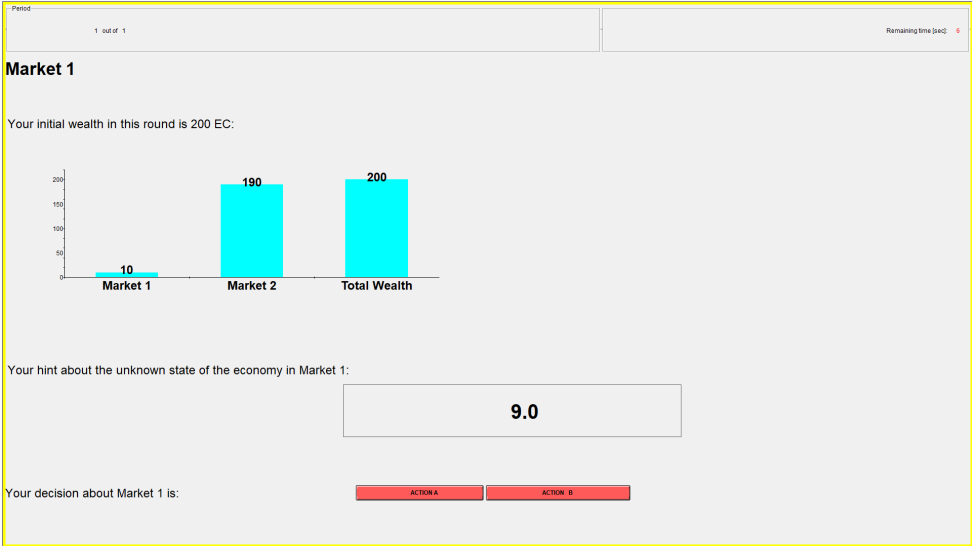 Period
1 out of 1
Remaining time [sec]: 6
Market 1
Your initial wealth in this round is 200 EC:
200
150
100
50
0
10
190
200
Market 1
Market 2
Total Wealth
Your hint about the unknown state of the economy in Market 1:
9.0
Your decision about Market 1 is:
ACTION A
ACTION B